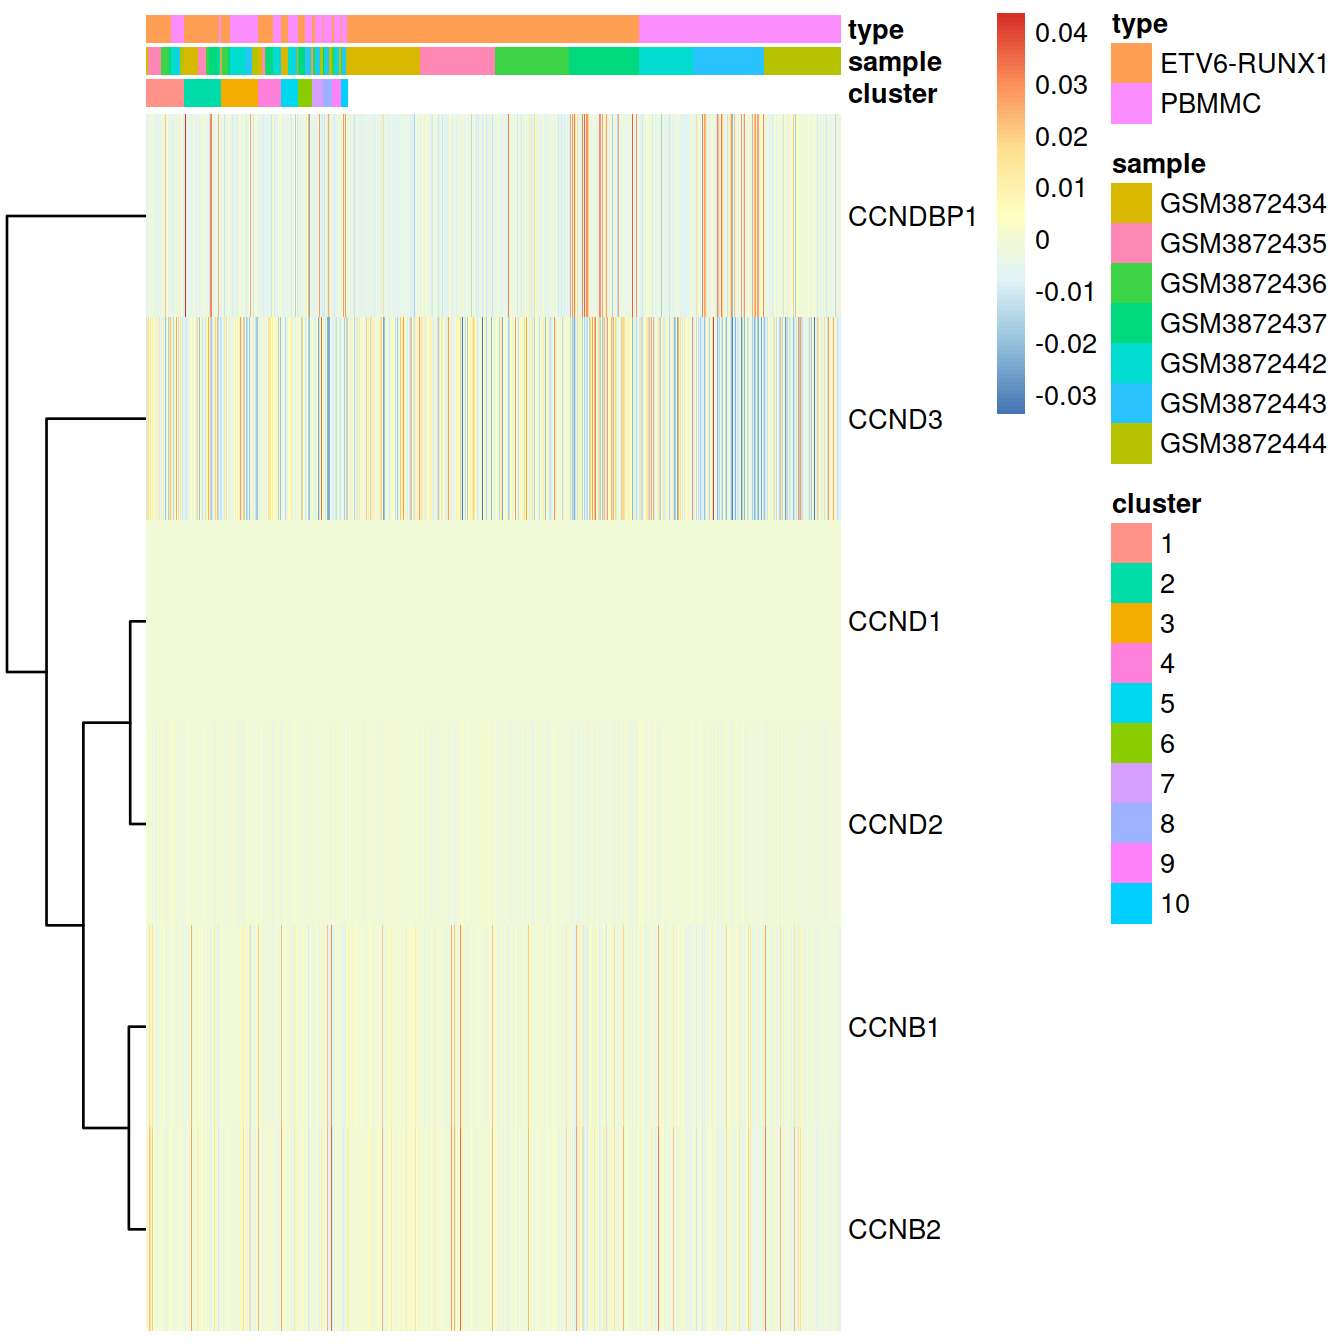 type
sample
cluster
CCNDBP1
CCND3
CCND1
CCND2
CCNB1
CCNB2
0.04
0.03
0.02
0.01
0
-0.01
-0.02
-0.03
type
ETV6-RUNX1
PBMMC
sample
GSM3872434
GSM3872435
GSM3872436
GSM3872437
GSM3872442
GSM3872443
GSM3872444
cluster
1
2
3
4
5
6
7
8
9
10